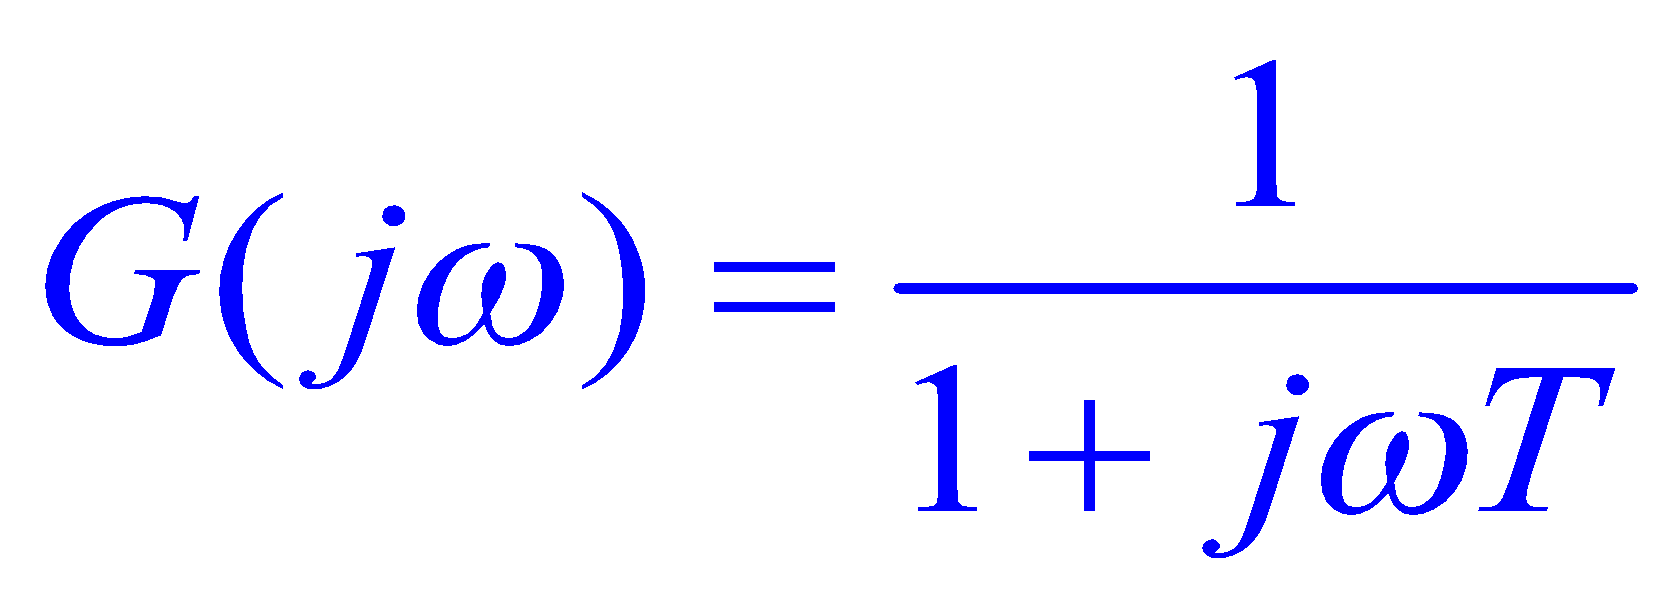 G(jω) = 1 / (1 + jωT)